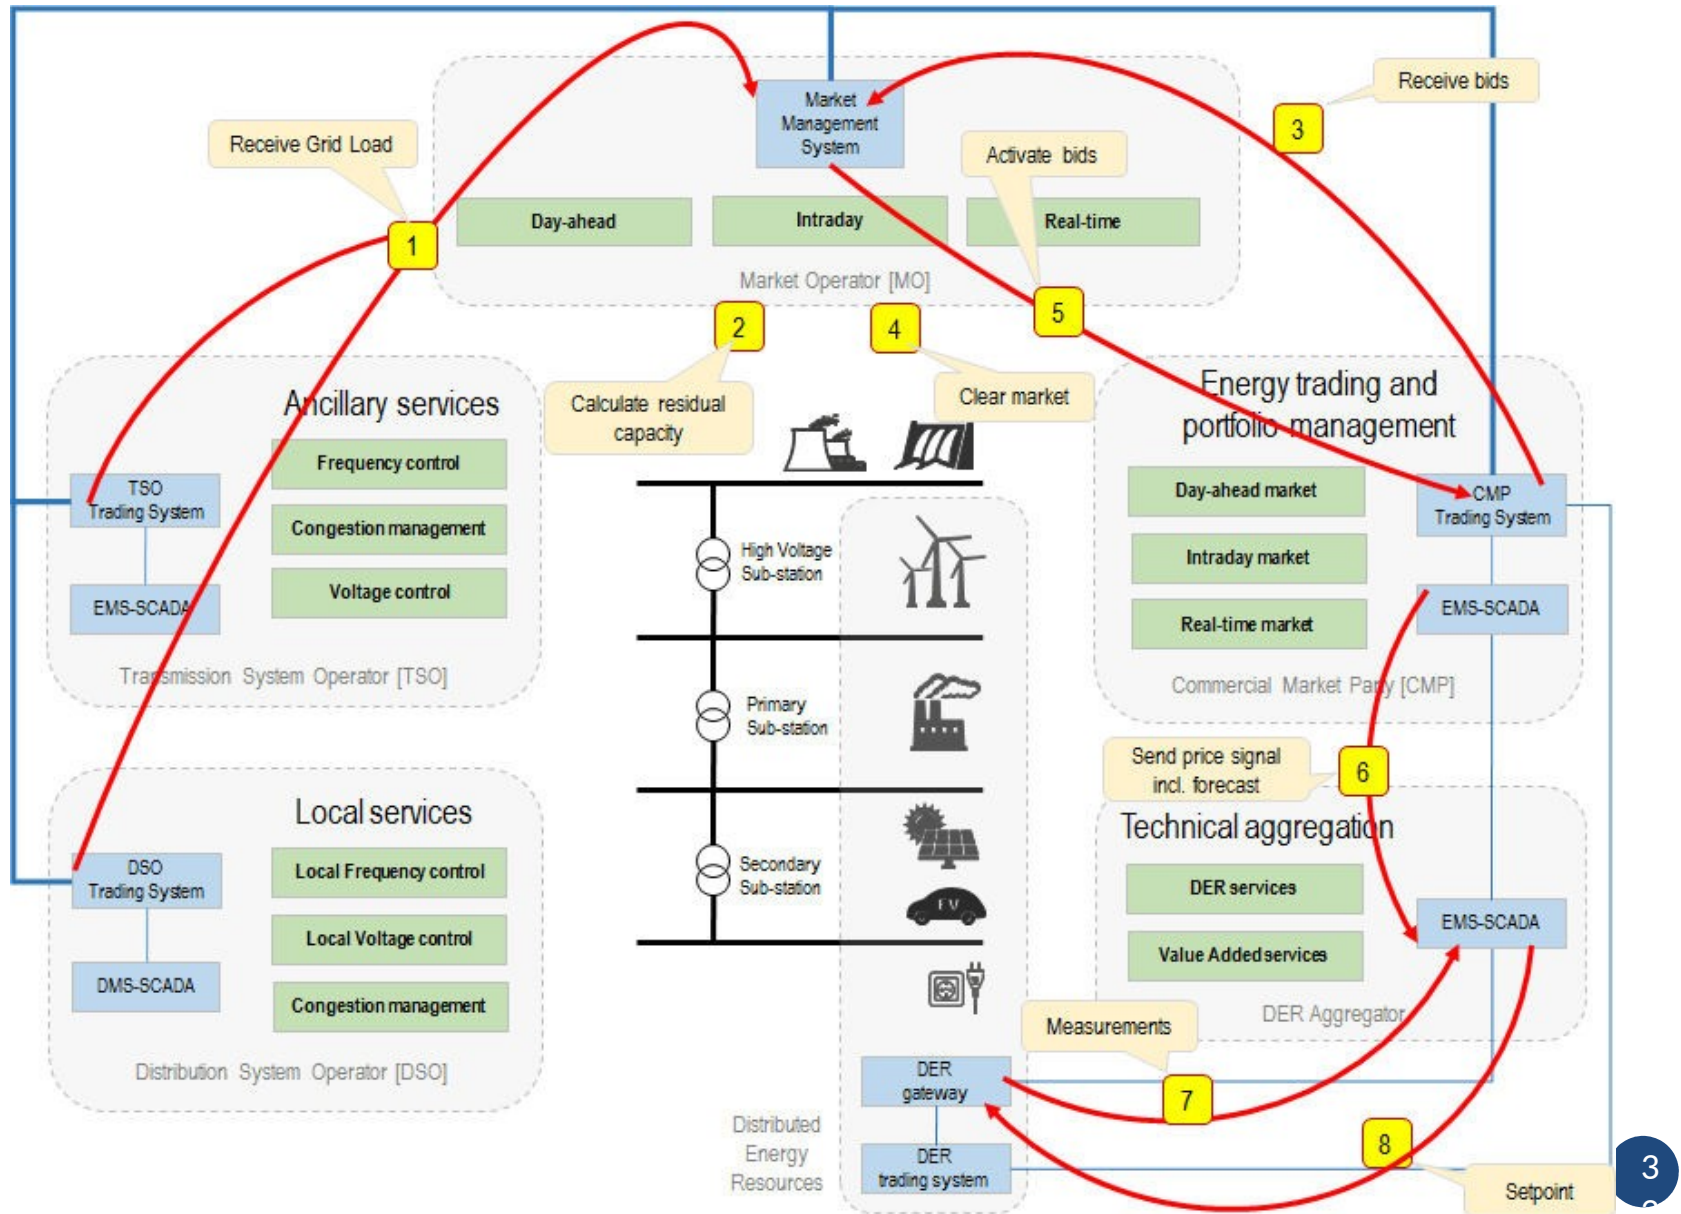 Receive bids
3
Market
Management
System
Receive Grid Load
Activate bids
1
Day-ahead
Intraday
Real-time
Market Operator [MO]
2
4
5
Calculate residual
capacity
Clear market
Ancillary services
Frequency control
Congestion management
Voltage control
TSO
Trading System
EMS-SCADA
Transmission System Operator [TSO]
Energy trading and
portfolio management
Day-ahead market
Intraday market
Real-time market
CMP
Trading System
EMS-SCADA
Commercial Market Party [CMP]
High Voltage
Sub-station
Primary
Sub-station
Secondary
Sub-station
EV
Send price signal
incl. forecast
6
Local services
Local Frequency control
Local Voltage control
Congestion management
DSO
Trading System
DMS-SCADA
Distribution System Operator [DSO]
Technical aggregation
DER services
Value Added services
EMS-SCADA
DER Aggregator
Measurements
7
DER
gateway
DER
trading system
Distributed
Energy
Resources
8
Setpoint
3